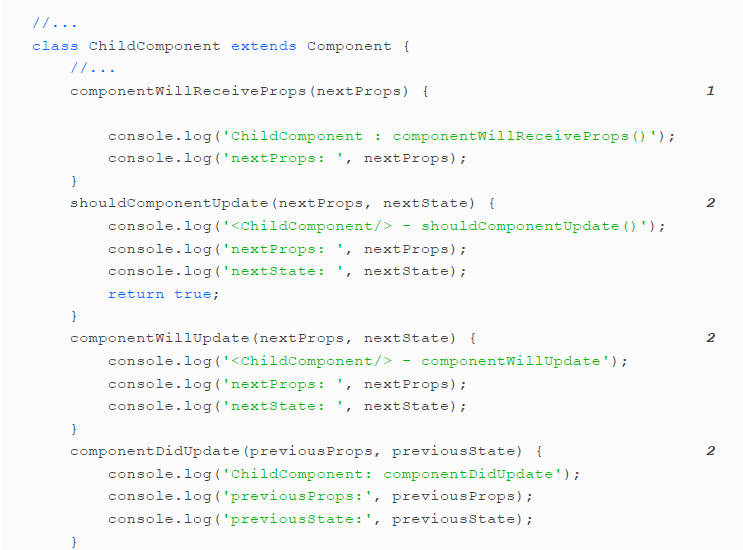 //...
class ChildComponent extends Component {
    //...
    componentWillReceiveProps(nextProps) { 1

        console.log('ChildComponent : componentWillReceiveProps()');
        console.log('nextProps: ', nextProps);
    }
    shouldComponentUpdate(nextProps, nextState) { 2
        console.log('<ChildComponent/> - shouldComponentUpdate()');
        console.log('nextProps: ', nextProps);
        console.log('nextState: ', nextState);
        return true;
    }
    componentWillUpdate(nextProps, nextState) { 2
        console.log('<ChildComponent/> - componentWillUpdate');
        console.log('nextProps: ', nextProps);
        console.log('nextState: ', nextState);
    }
    componentDidUpdate(previousProps, previousState) { 2
        console.log('ChildComponent: componentDidUpdate');
        console.log('previousProps:', previousProps);
        console.log('previousState:', previousState);
    }